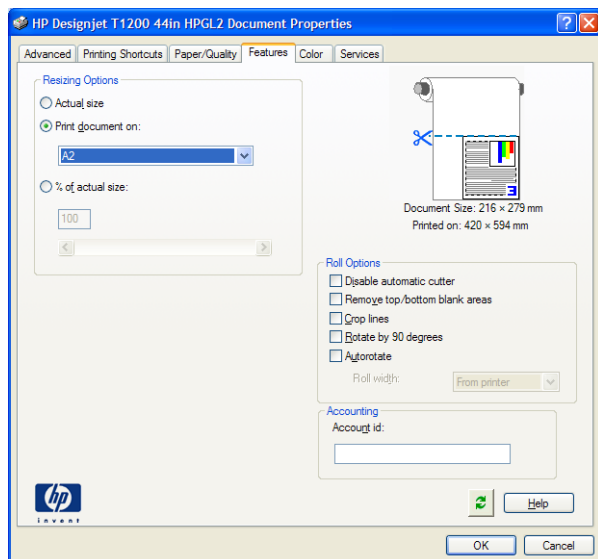 HP Designjet T1200 44in HPGL2 Document Properties
Advanced Printing Shortcuts Paper/Quality Features Color Services
Resizing Options
Actual size
Print document on:
A2
% of actual size:
100
3
Document Size: 216 × 279 mm
Printed on: 420 × 594 mm
Roll Options
Disable automatic cutter
Remove top/bottom blank areas
Crop lines
Rotate by 90 degrees
Autorotate
Roll width: From printer
Accounting
Account id:
hp
invent
Help
OK Cancel